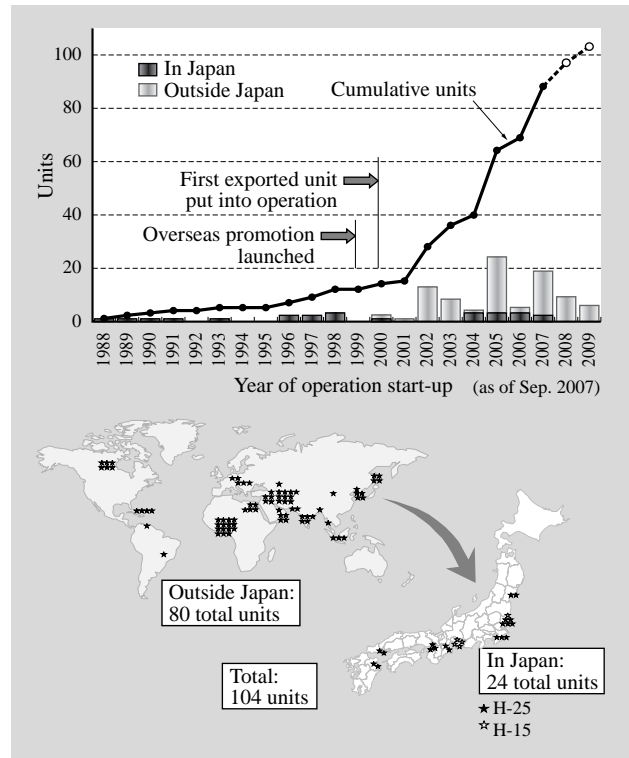 100
80
60
40
20
0
Units
In Japan
Outside Japan
Cumulative units
First exported unit
put into operation
Overseas promotion
launched
1988
1989
1990
1991
1992
1993
1994
1995
1996
1997
1998
1999
2000
2001
2002
2003
2004
2005
2006
2007
2008
2009
Year of operation start-up (as of Sep. 2007)
Outside Japan:
80 total units
Total:
104 units
In Japan:
24 total units
H-25
H-15